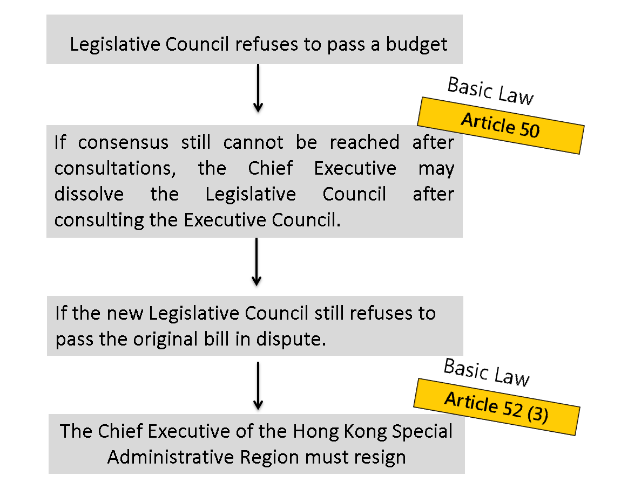 Legislative Council refuses to pass a budget
Basic Law
Article 50
If consensus still cannot be reached after
consultations, the Chief Executive may
dissolve the Legislative Council after
consulting the Executive Council.
If the new Legislative Council still refuses to
pass the original bill in dispute.
Basic Law
Article 52 (3)
The Chief Executive of the Hong Kong Special
Administrative Region must resign